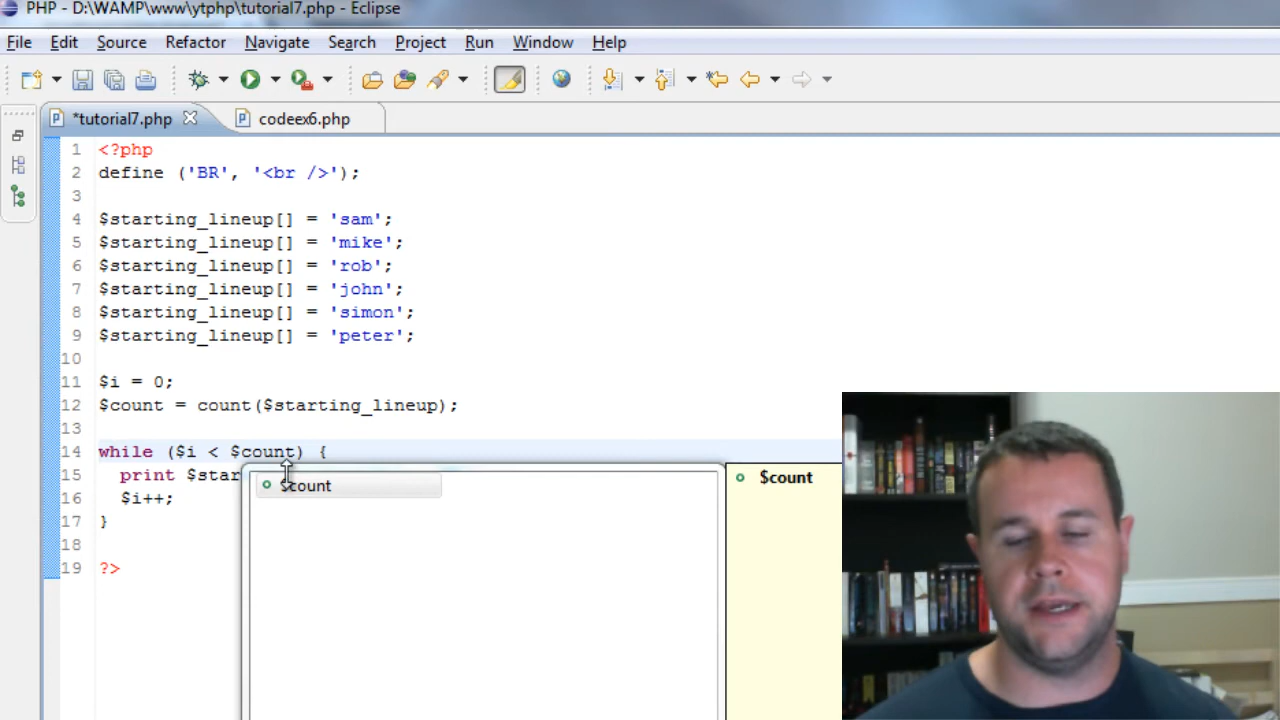 PHP - D:\WAMP\www\ytphp\tutorial7.php - Eclipse
File Edit Source Refactor Navigate Search Project Run Window Help
*tutorial7.php codeex6.php
1 <?php
2 define ('BR', '<br />');
3
4 $starting_lineup[] = 'sam';
5 $starting_lineup[] = 'mike';
6 $starting_lineup[] = 'rob';
7 $starting_lineup[] = 'john';
8 $starting_lineup[] = 'simon';
9 $starting_lineup[] = 'peter';
10
11 $i = 0;
12 $count = count($starting_lineup);
13
14 while ($i < $count) {
15 print $star
$count $count
16 $i++;
17 }
18
19 ?>